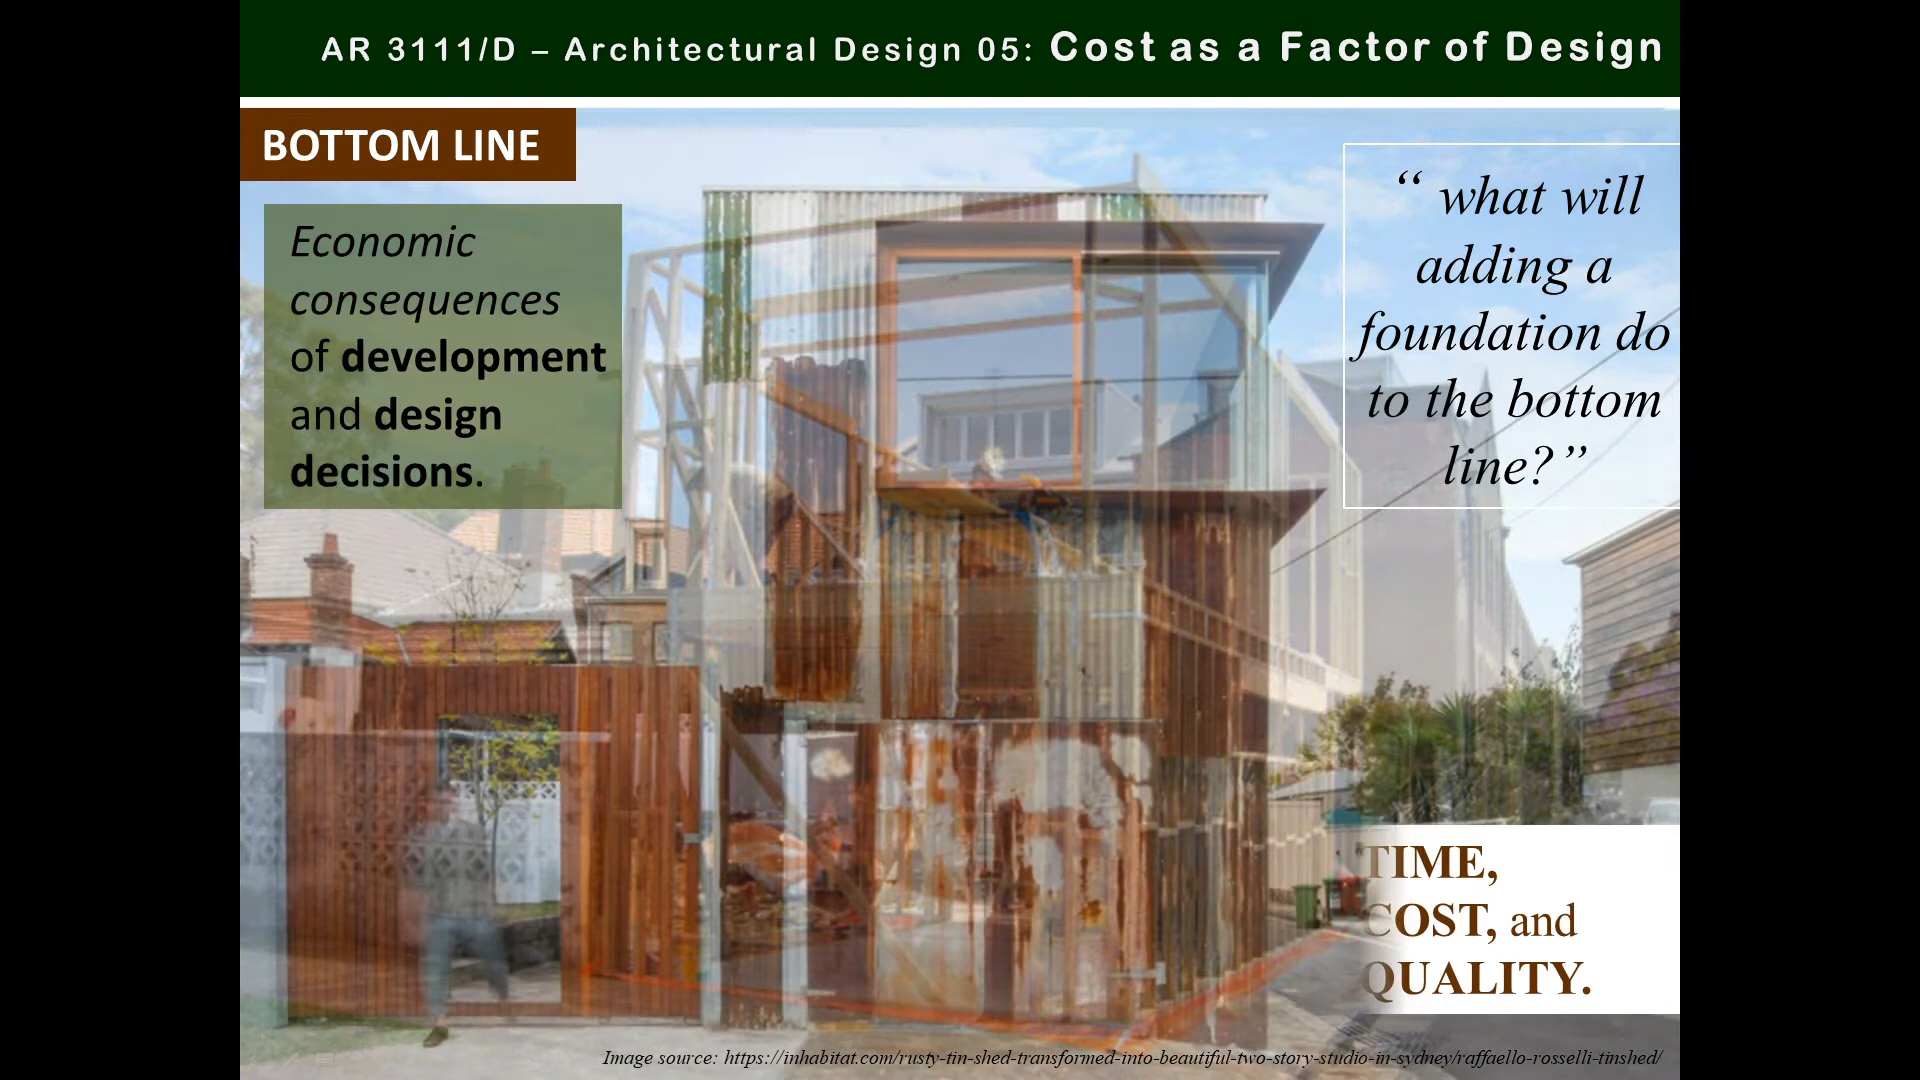 AR 3111/D – Architectural Design 05: Cost as a Factor of Design
BOTTOM LINE
Economic
consequences
of development
and design
decisions.
“ what will
adding a
foundation do
to the bottom
line? ”
TIME,
COST, and
QUALITY.
Image source: https://inhabitat.com/rusty-tin-shed-transformed-into-beautiful-two-story-studio-in-sydney/raffaello-rosselli-tinshed/